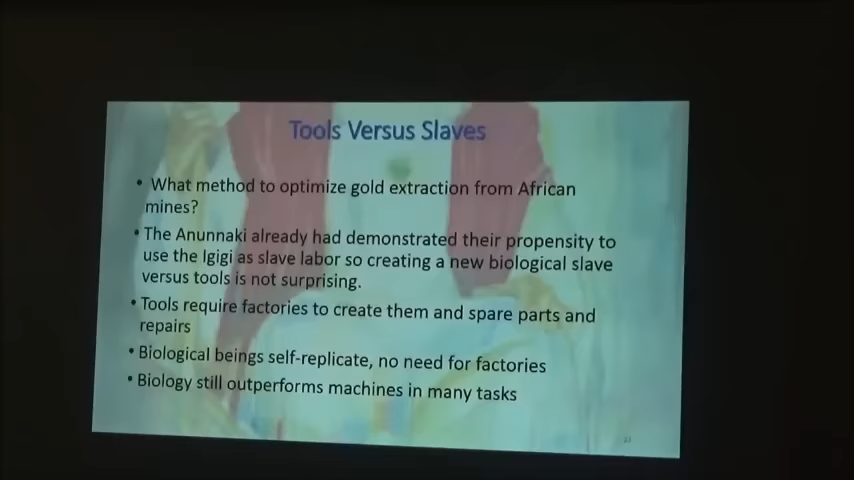 Tools Versus Slaves
• What method to optimize gold extraction from African
mines?
• The Anunnaki already had demonstrated their propensity to
use the Igigi as slave labor so creating a new biological slave
versus tools is not surprising.
• Tools require factories to create them and spare parts and
repairs
• Biological beings self-replicate, no need for factories
• Biology still outperforms machines in many tasks